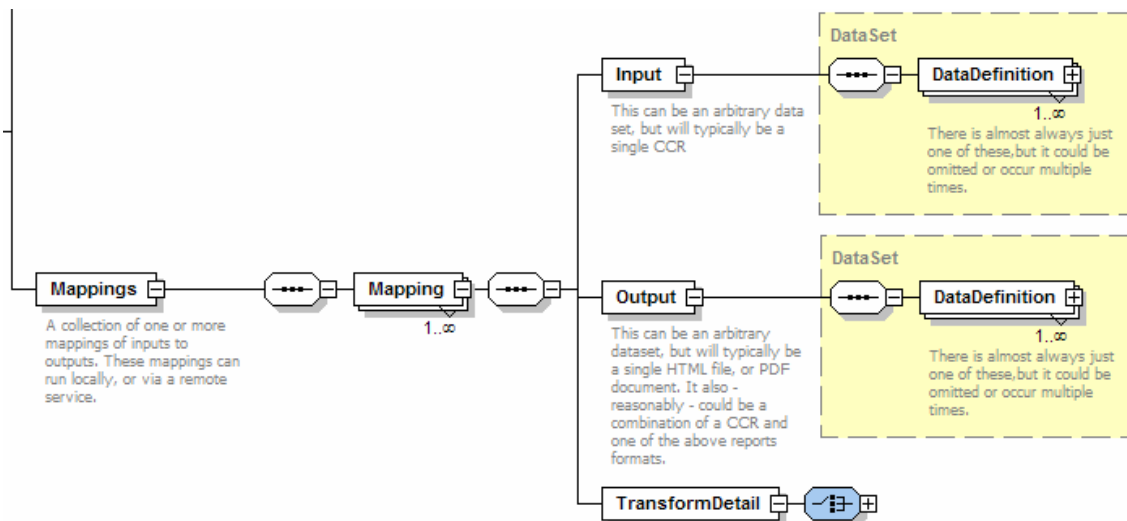 DataSet
Input
DataDefinition
1..∞
This can be an arbitrary data
set, but will typically be a
single CCR
There is almost always just
one of these,but it could be
omitted or occur multiple
times.
Mappings
Mapping
1..∞
A collection of one or more
mappings of inputs to
outputs. These mappings can
run locally, or via a remote
service.
DataSet
Output
DataDefinition
1..∞
This can be an arbitrary
dataset, but will typically be
a single HTML file, or PDF
document. It also -
reasonably - could be a
combination of a CCR and
one of the above reports
formats.
There is almost always just
one of these,but it could be
omitted or occur multiple
times.
TransformDetail